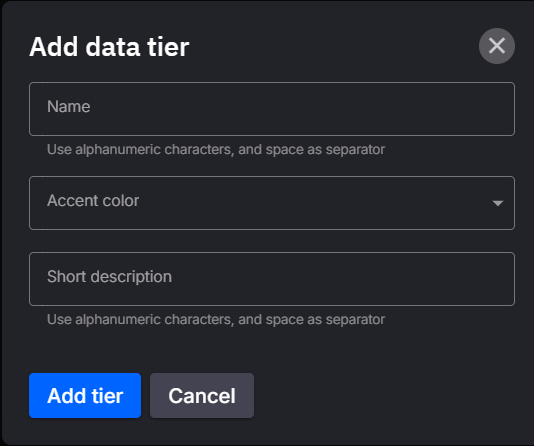 Add data tier
Name
Use alphanumeric characters, and space as separator
Accent color
Short description
Use alphanumeric characters, and space as separator
Add tier Cancel